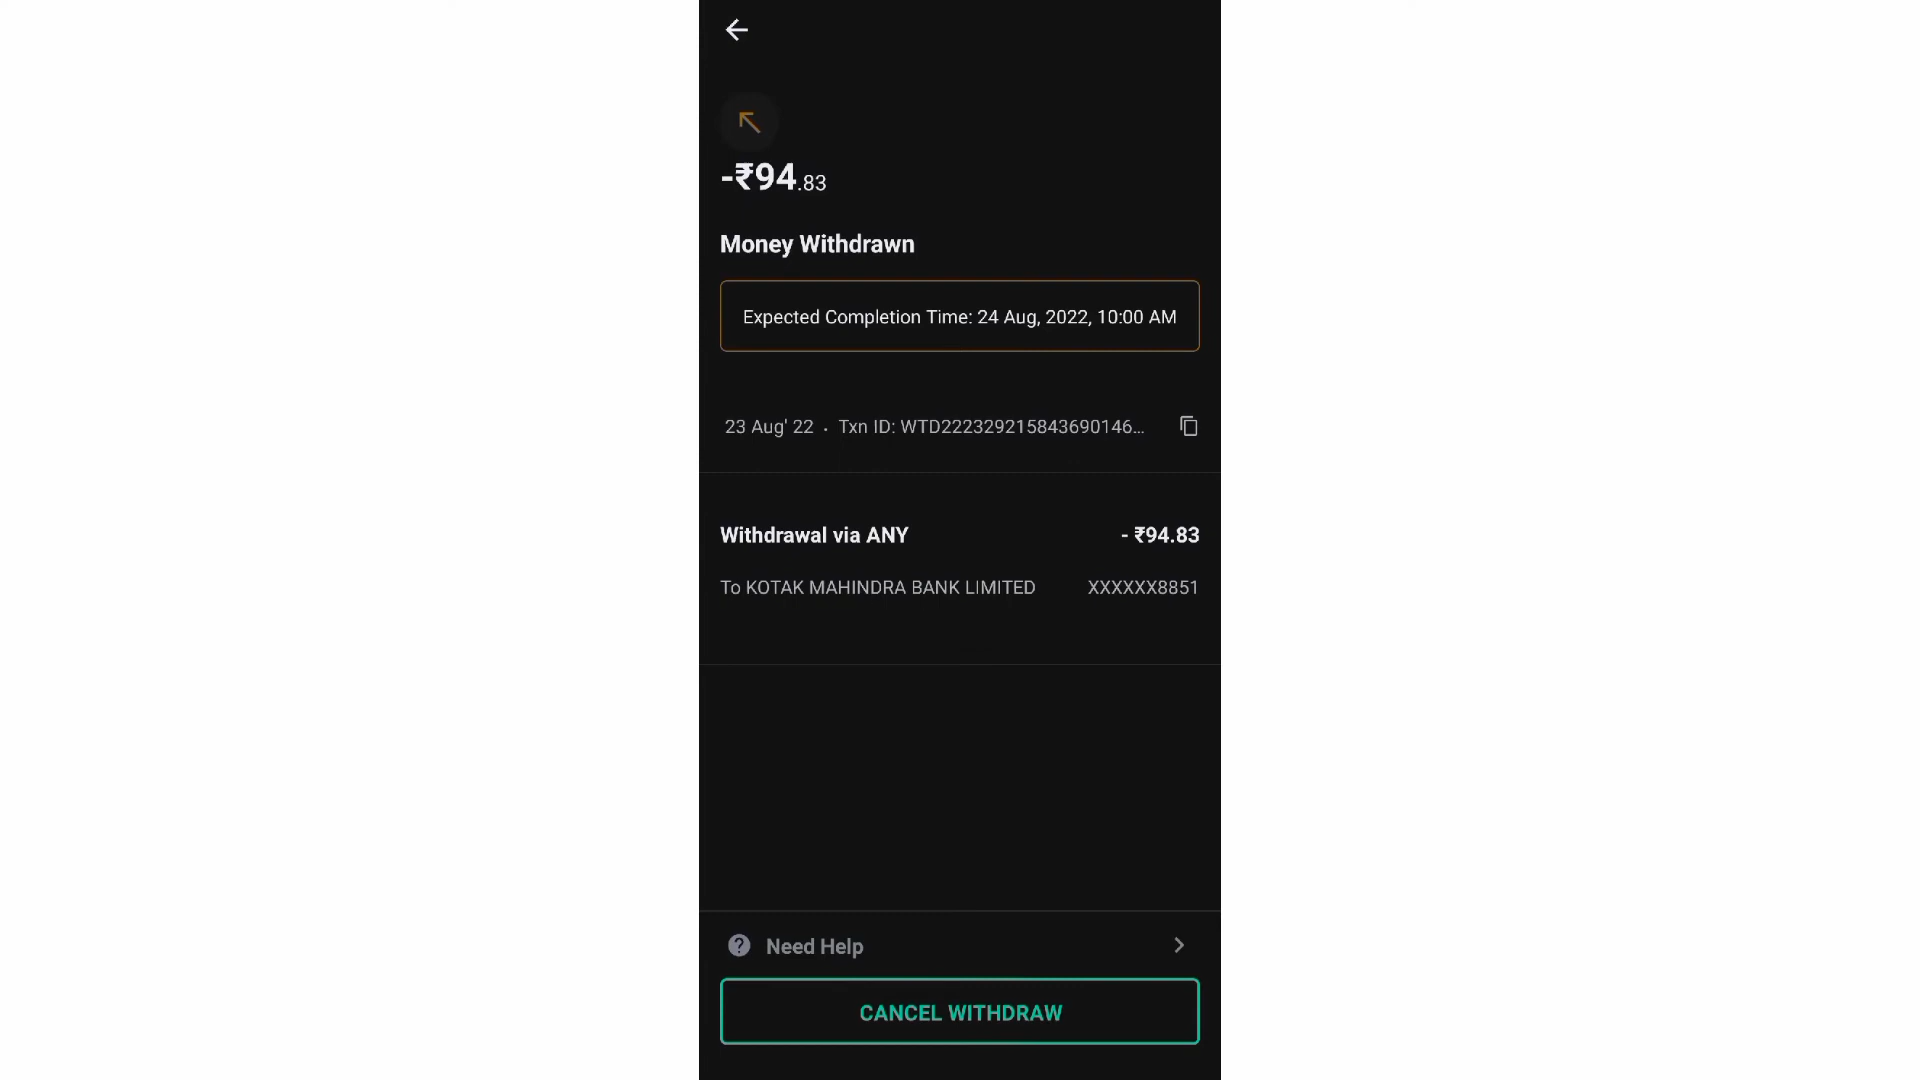 -₹94.83
Money Withdrawn
Expected Completion Time: 24 Aug, 2022, 10:00 AM
23 Aug' 22 • Txn ID: WTD222329215843690146...
Withdrawal via ANY - ₹94.83
To KOTAK MAHINDRA BANK LIMITED XXXXXX8851
Need Help
CANCEL WITHDRAW